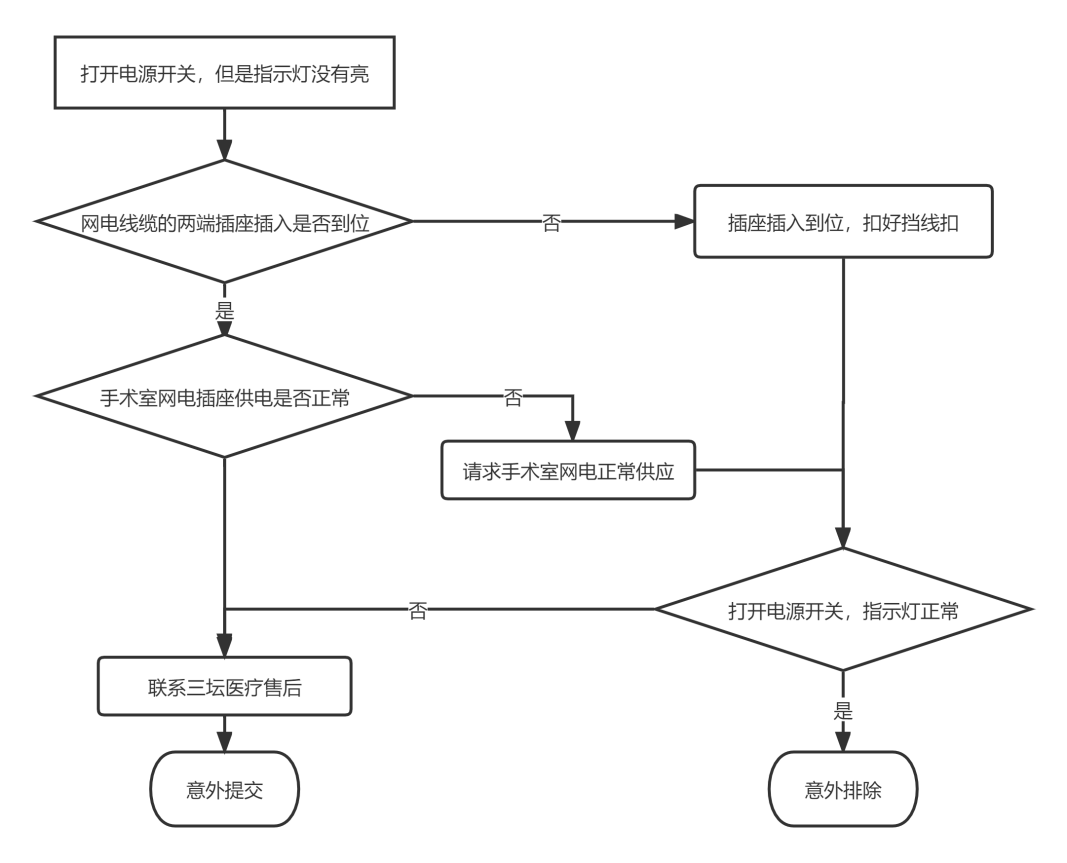 打开电源开关，但是指示灯没有亮
网电线缆的两端插座插入是否到位
否
插座插入到位，扣好挡线扣
是
手术室网电插座供电是否正常
否
请求手术室网电正常供应
打开电源开关，指示灯正常
否
联系三坛医疗售后
是
意外提交
意外排除